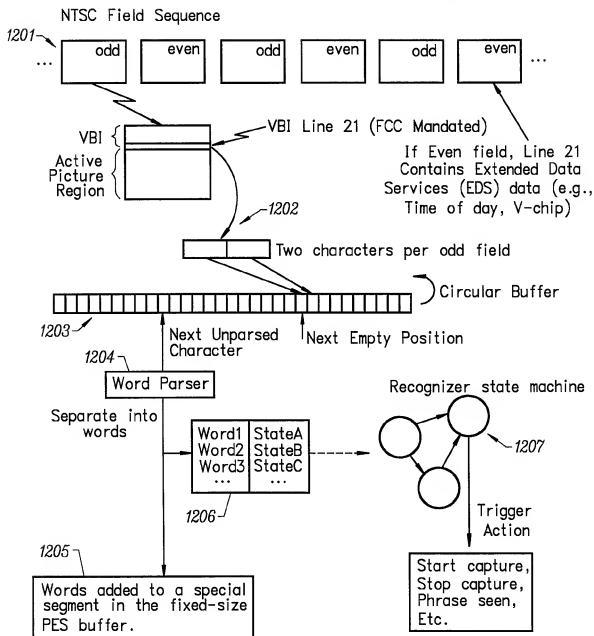 NTSC Field Sequence
1201
... odd even odd even odd even ...
VBI
VBI Line 21 (FCC Mandated)
Active
Picture
Region
If Even field, Line 21
Contains Extended Data
Services (EDS) data (e.g.,
Time of day, V-chip)
1202
Two characters per odd field
Circular Buffer
1203
Next Unparsed
Character
Next Empty Position
1204
Word Parser
Separate into
words
Recognizer state machine
Word1 StateA
Word2 StateB
Word3 StateC
... ...
1206
1207
Trigger
Action
1205
Words added to a special
segment in the fixed-size
PES buffer.
Start capture,
Stop capture,
Phrase seen,
Etc.